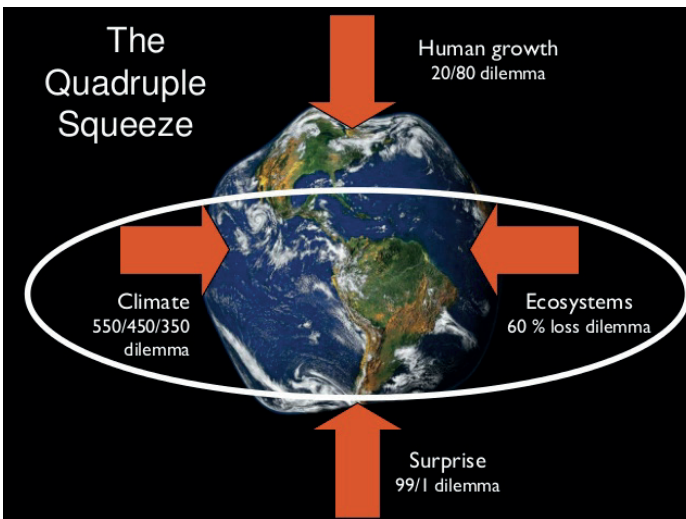 The
Quadruple
Squeeze
Human growth
20/80 dilemma
Climate
550/450/350
dilemma
Ecosystems
60 % loss dilemma
Surprise
99/1 dilemma